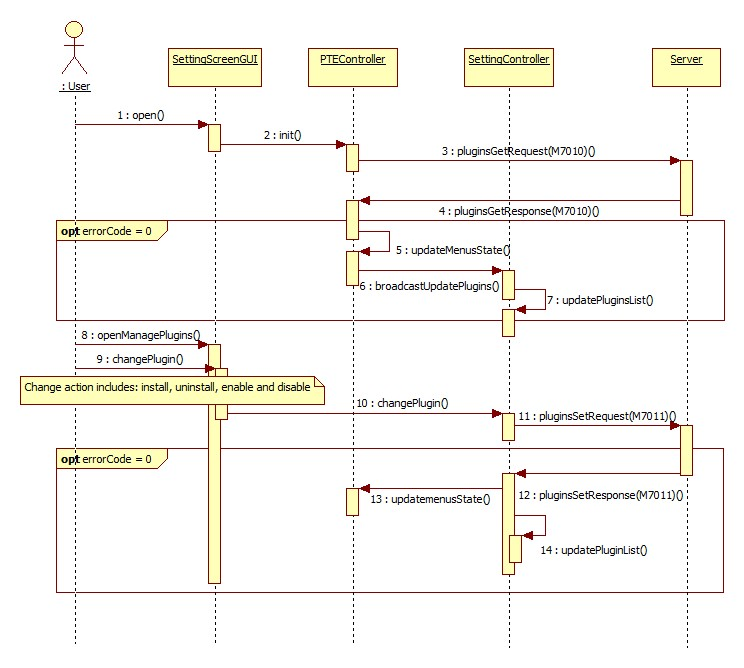 SettingScreenGUI
PTEController
SettingController
Server
: User
1 : open()
2 : init()
3 : pluginsGetRequest(M7010)()
4 : pluginsGetResponse(M7010)()
opt errorCode = 0
5 : updateMenusState()
6 : broadcastUpdatePlugins()
7 : updatePluginsList()
8 : openManagePlugins()
9 : changePlugin()
Change action includes: install, uninstall, enable and disable
10 : changePlugin()
11 : pluginsSetRequest(M7011)()
opt errorCode = 0
12 : pluginsSetResponse(M7011)()
13 : updatemenusState()
14 : updatePluginList()